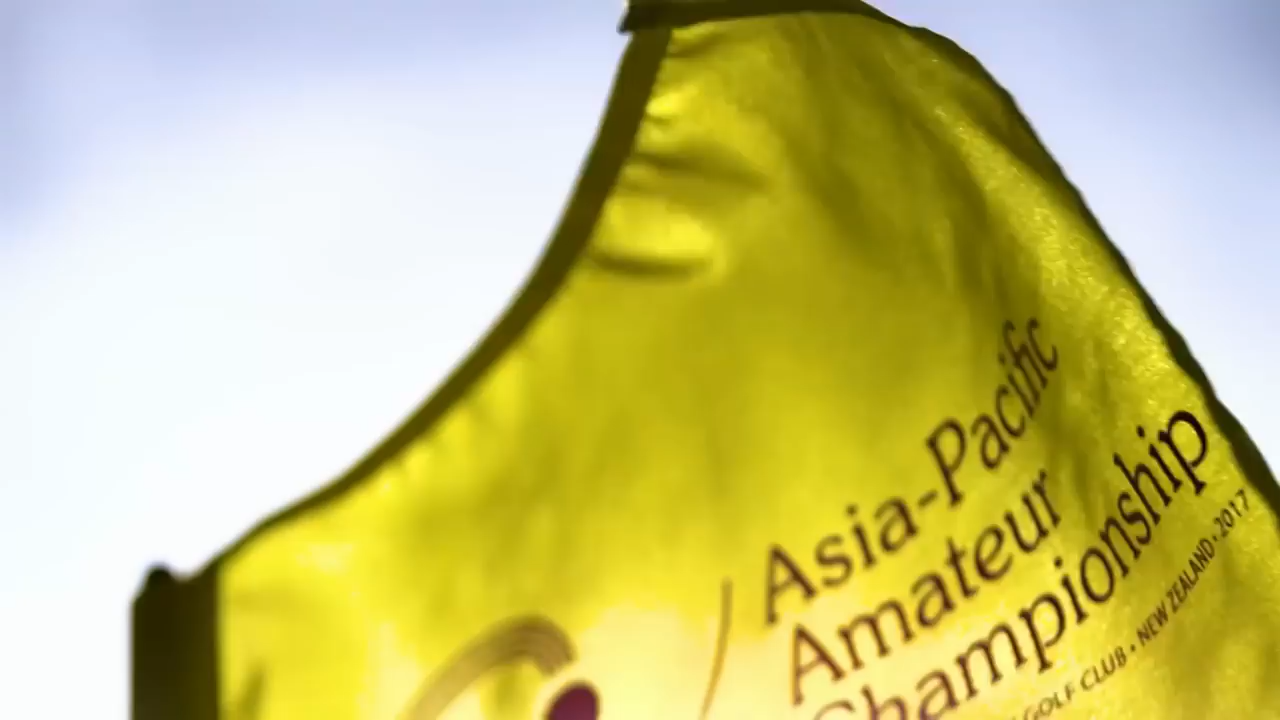 Asia-Pacific
Amateur
Championship
GOLF CLUB • NEW ZEALAND • 2017